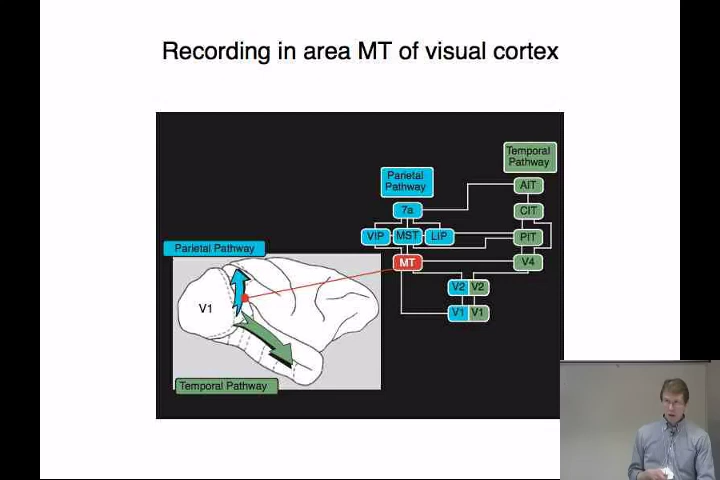 Recording in area MT of visual cortex
Temporal
Pathway
Parietal
Pathway
AIT
7a
CIT
VIP
MST
LIP
PIT
Parietal Pathway
MT
V4
V2
V2
V1
V1
V1
Temporal Pathway